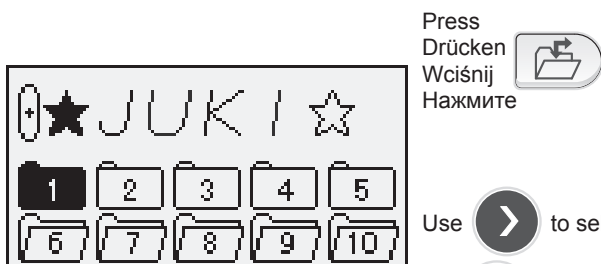 Press
Drücken
Wciśnij
Нажмите
★JUKI☆
1 2 3 4 5
6 7 8 9 10
Use to se